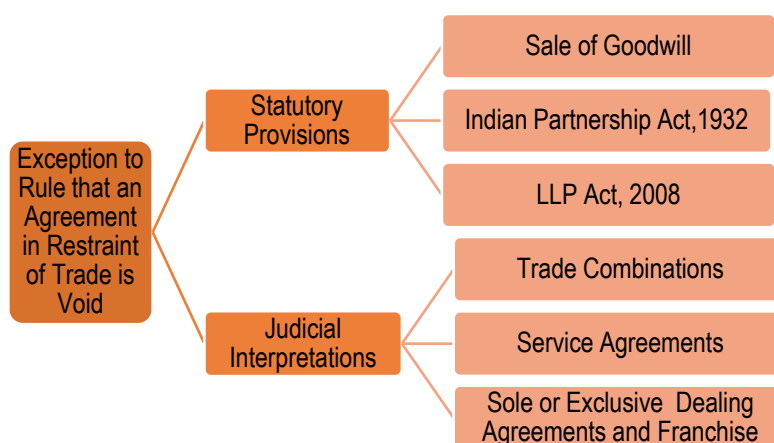 Exception to
Rule that an
Agreement
in Restraint
of Trade is
Void
Statutory
Provisions
Sale of Goodwill
Indian Partnership Act,1932
LLP Act, 2008
Judicial
Interpretations
Trade Combinations
Service Agreements
Sole or Exclusive Dealing
Agreements and Franchise